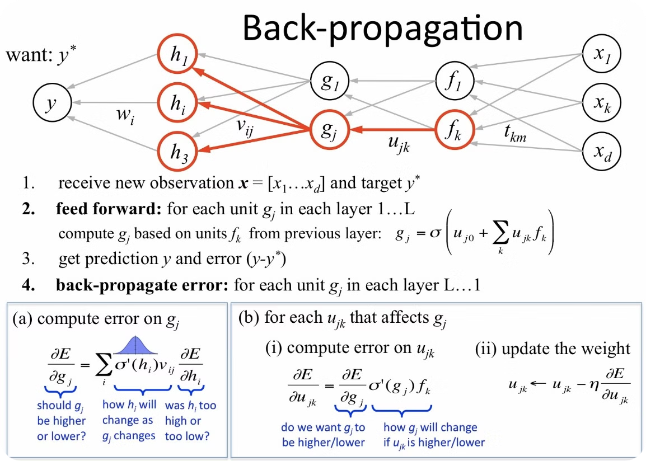 Back-propagation
want: y*
h₁
g₁
f₁
x₁
y
wᵢ
hᵢ
vᵢⱼ
gⱼ
uⱼₖ
fₖ
tₖₘ
xₖ
h₃
x_d
1. receive new observation x = [x₁…x_d] and target y*
2. feed forward: for each unit gⱼ in each layer 1…L
compute gⱼ based on units fₖ from previous layer: gⱼ = σ(uⱼ₀ + ∑ₖ uⱼₖfₖ)
3. get prediction y and error (y-y*)
4. back-propagate error: for each unit gⱼ in each layer L…1
(a) compute error on gⱼ
∂E/∂gⱼ = ∑ᵢ σ'(hᵢ)vᵢⱼ ∂E/∂hᵢ
should gⱼ be higher or lower?
how hᵢ will change as gⱼ changes
was hᵢ too high or too low?
(b) for each uⱼₖ that affects gⱼ
(i) compute error on uⱼₖ
∂E/∂uⱼₖ = ∂E/∂gⱼ σ'(gⱼ)fₖ
do we want gⱼ to be higher/lower
how gⱼ will change if uⱼₖ is higher/lower
(ii) update the weight
uⱼₖ ← uⱼₖ − η ∂E/∂uⱼₖ